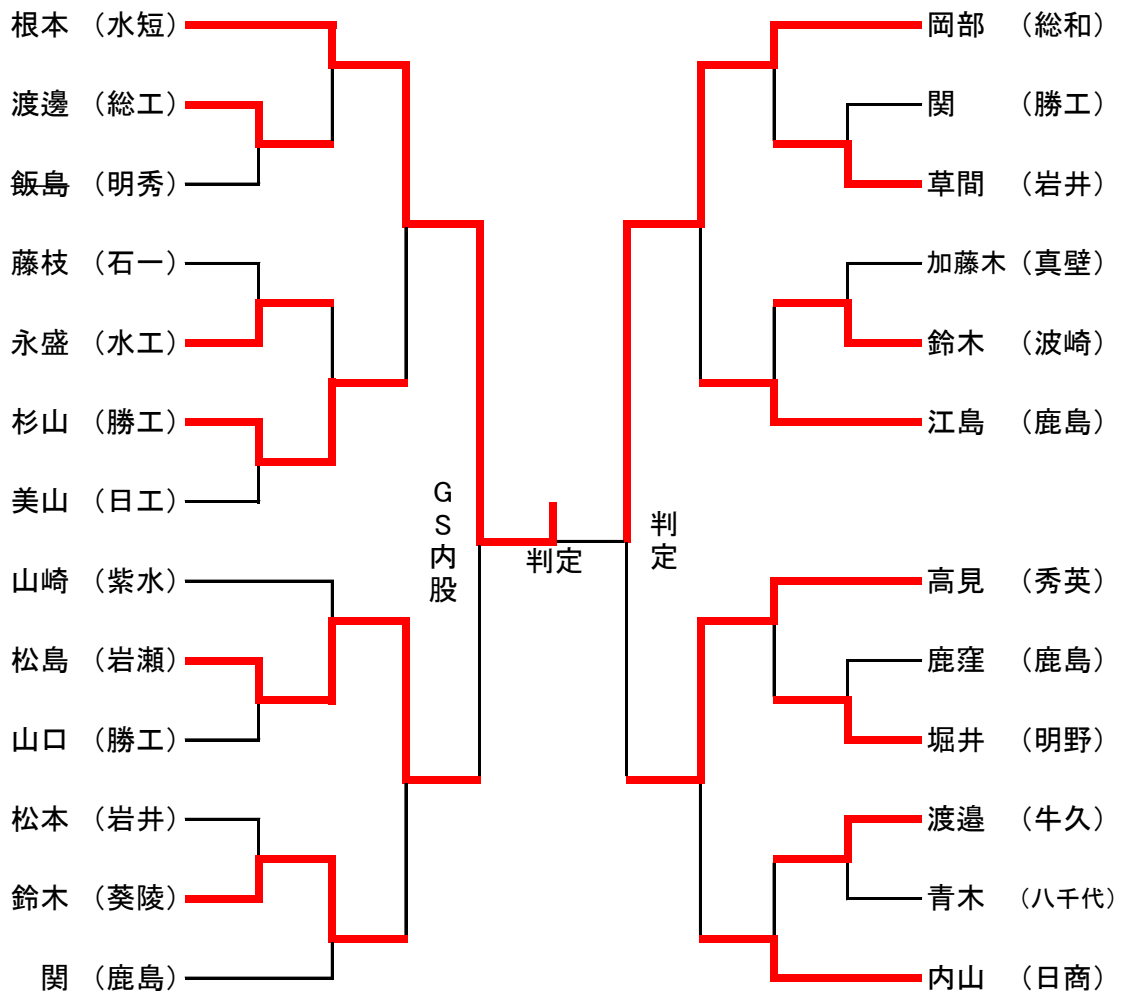 根本 （水短）
渡邊 （総工）
飯島 （明秀）
藤枝 （石一）
永盛 （水工）
杉山 （勝工）
美山 （日工）
山崎 （紫水）
松島 （岩瀬）
山口 （勝工）
松本 （岩井）
鈴木 （葵陵）
関 （鹿島）
GS内股
判定
判定
岡部 （総和）
関 （勝工）
草間 （岩井）
加藤木 （真壁）
鈴木 （波崎）
江島 （鹿島）
高見 （秀英）
鹿窪 （鹿島）
堀井 （明野）
渡邉 （牛久）
青木 （八千代）
内山 （日商）